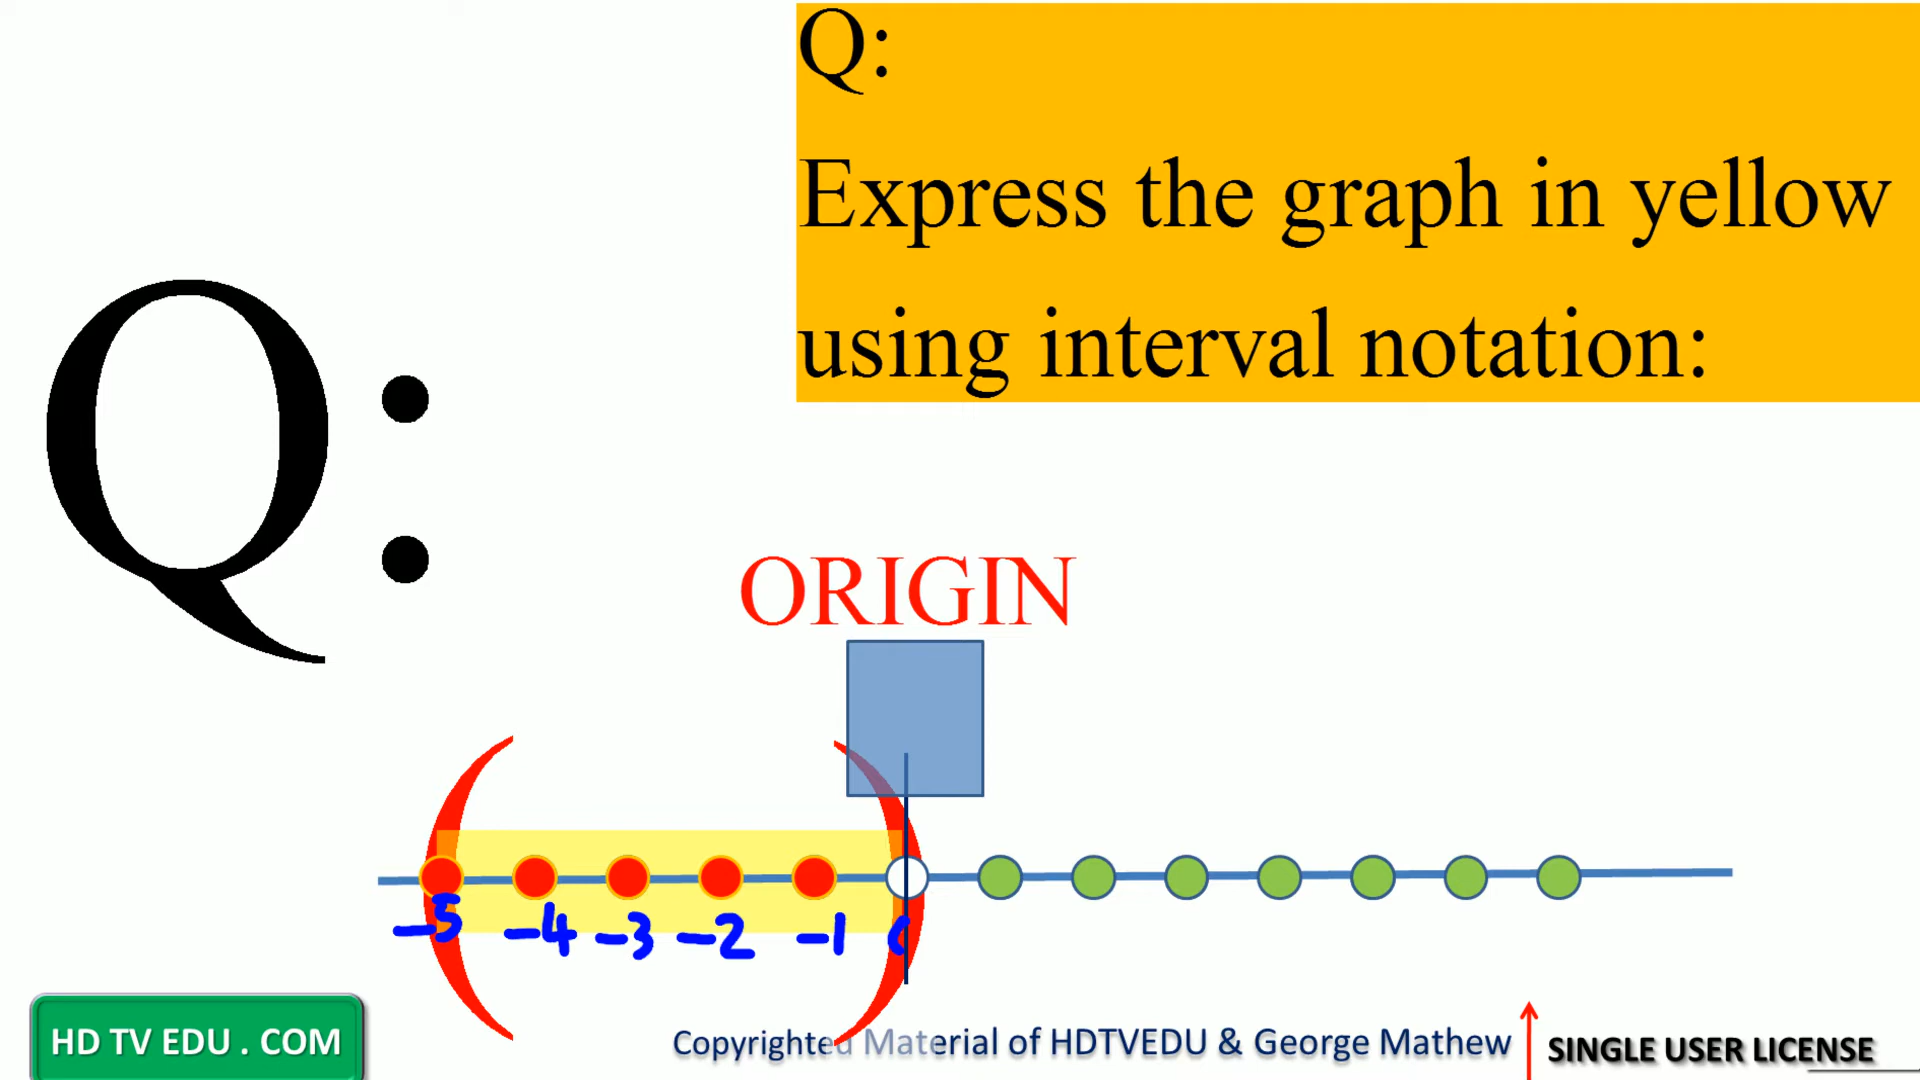 Q:
Express the graph in yellow
using interval notation:
Q:
ORIGIN
( )
-5 -4 -3 -2 -1 0
HD TV EDU . COM
Copyrighted Material of HDTVEDU & George Mathew
SINGLE USER LICENSE